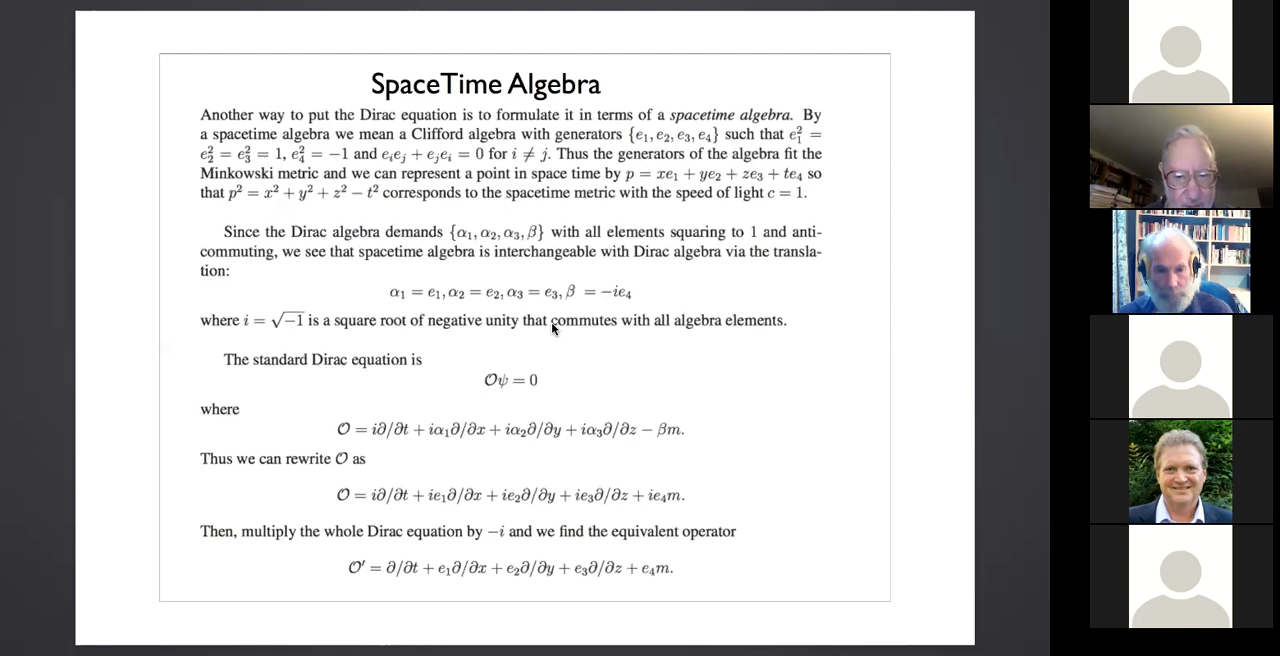 SpaceTime Algebra
Another way to put the Dirac equation is to formulate it in terms of a spacetime algebra. By
a spacetime algebra we mean a Clifford algebra with generators {e₁, e₂, e₃, e₄} such that e₁² =
e₂² = e₃² = 1, e₄² = −1 and eᵢeⱼ + eⱼeᵢ = 0 for i ≠ j. Thus the generators of the algebra fit the
Minkowski metric and we can represent a point in space time by p = xe₁ + ye₂ + ze₃ + te₄ so
that p² = x² + y² + z² − t² corresponds to the spacetime metric with the speed of light c = 1.
Since the Dirac algebra demands {α₁, α₂, α₃, β} with all elements squaring to 1 and anti-
commuting, we see that spacetime algebra is interchangeable with Dirac algebra via the transla-
tion:
α₁ = e₁, α₂ = e₂, α₃ = e₃, β = −ie₄
where i = √−1 is a square root of negative unity that commutes with all algebra elements.
The standard Dirac equation is
𝒪ψ = 0
where
𝒪 = i∂/∂t + iα₁∂/∂x + iα₂∂/∂y + iα₃∂/∂z − βm.
Thus we can rewrite 𝒪 as
𝒪 = i∂/∂t + ie₁∂/∂x + ie₂∂/∂y + ie₃∂/∂z + ie₄m.
Then, multiply the whole Dirac equation by −i and we find the equivalent operator
𝒪′ = ∂/∂t + e₁∂/∂x + e₂∂/∂y + e₃∂/∂z + e₄m.